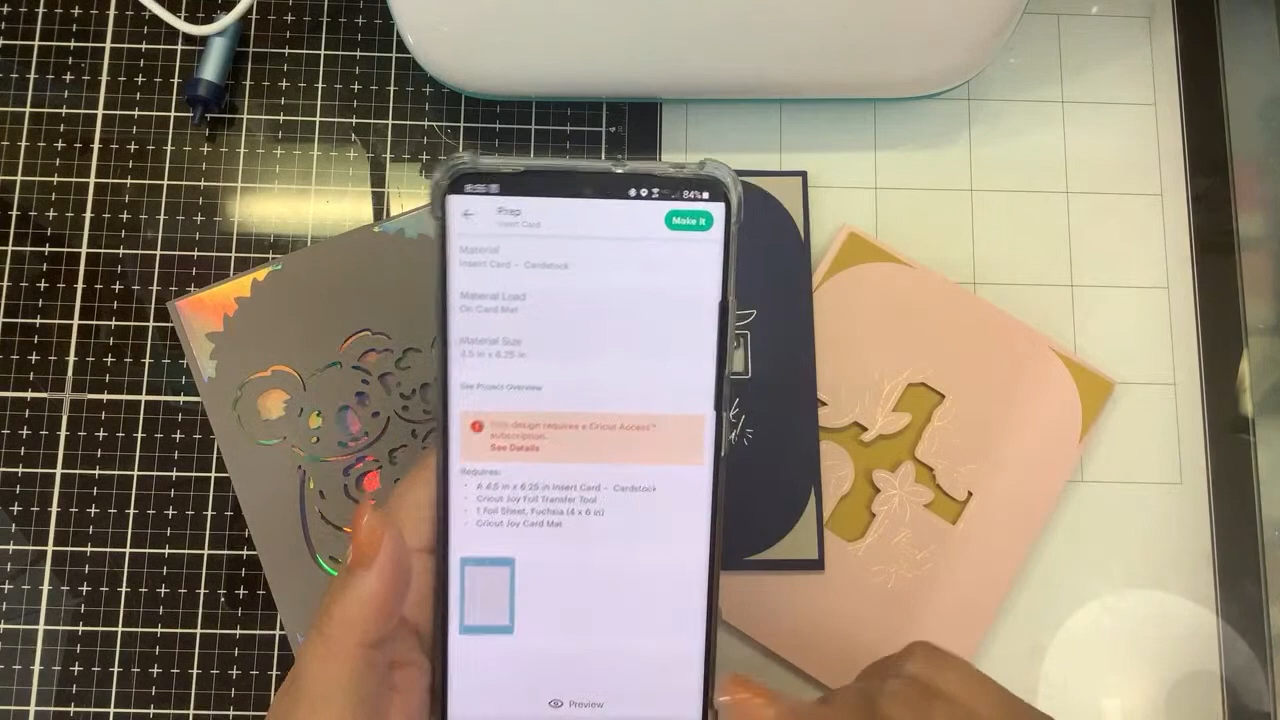 84%
Prep
Insert Card
Make It
Material
Insert Card – Cardstock
Material Load
On Card Mat
Material Size
4.5 in x 6.25 in
See Project Overview
This design requires a Cricut Access™
subscription.
See Details
Requires:
• A 4.5 in x 6.25 in Insert Card – Cardstock
• Cricut Joy Foil Transfer Tool
• 1 Foil Sheet, Fuchsia (4 x 6 in)
• Cricut Joy Card Mat
Preview